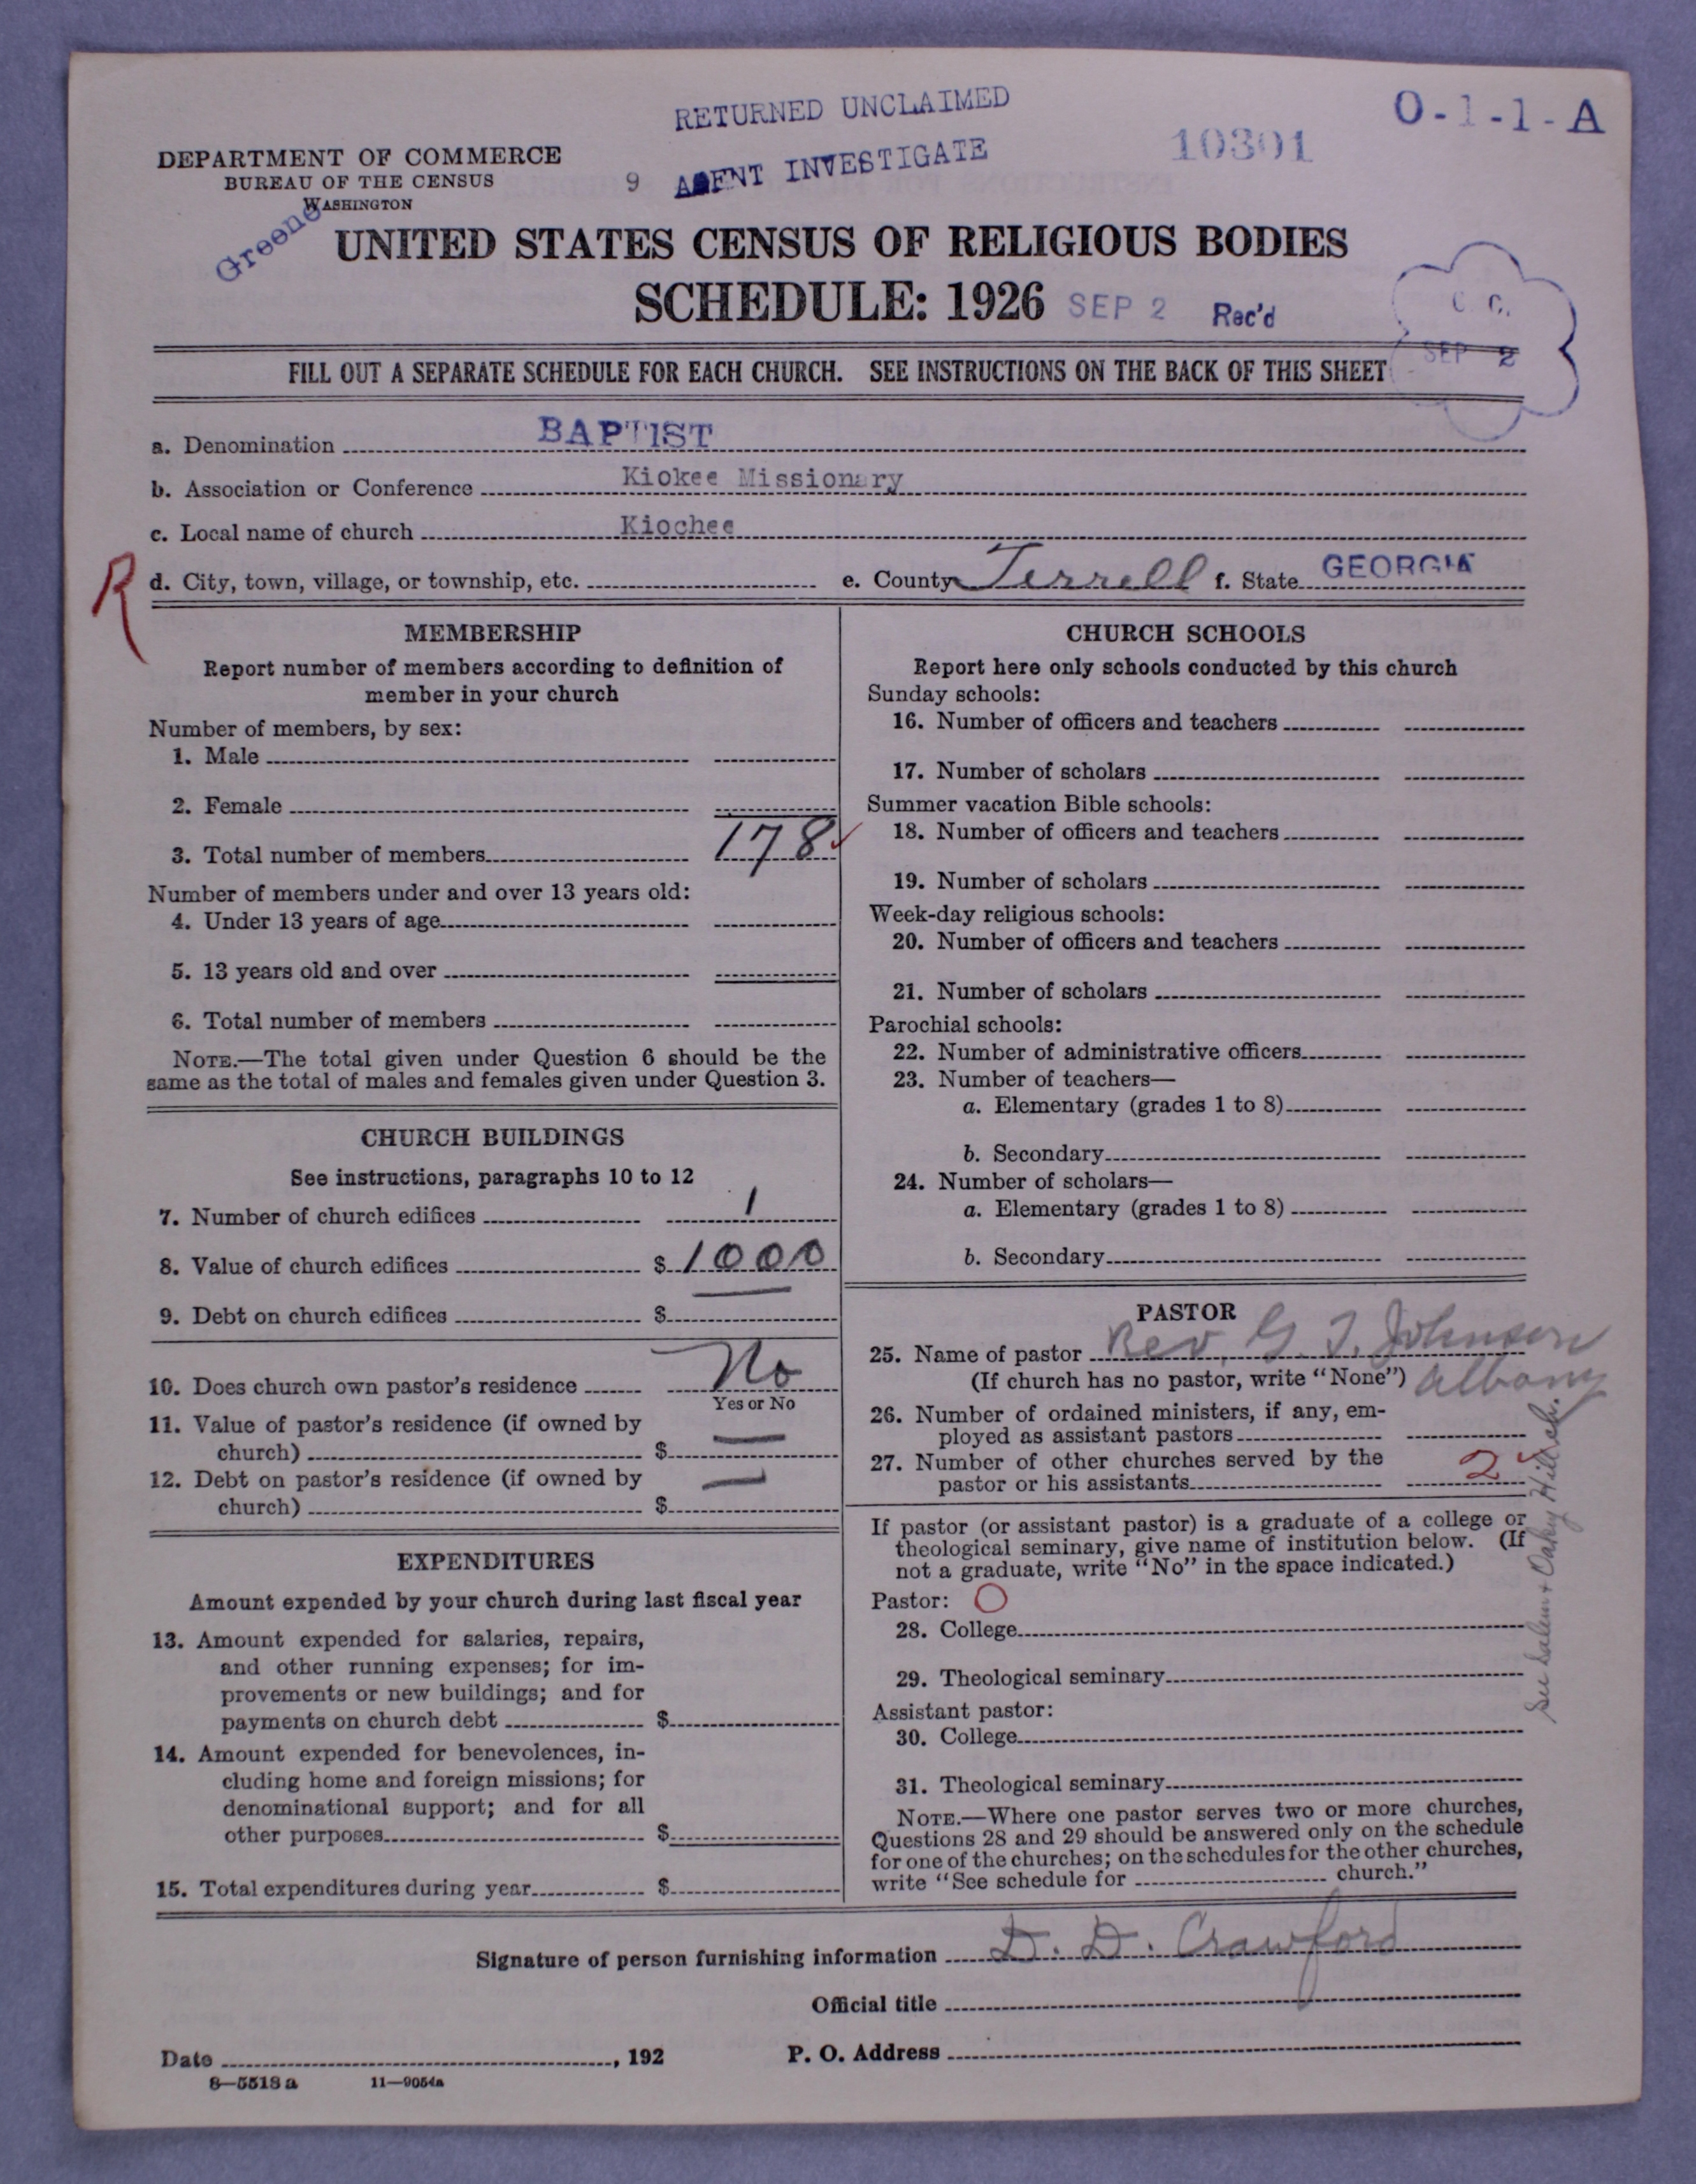 RETURNED UNCLAIMED
O-1-1-A
10301
DEPARTMENT OF COMMERCE
BUREAU OF THE CENSUS
WASHINGTON
9 AGENT INVESTIGATE
Greene
UNITED STATES CENSUS OF RELIGIOUS BODIES
SCHEDULE: 1926 SEP 2 Rec'd
C. C.
SEP 2
FILL OUT A SEPARATE SCHEDULE FOR EACH CHURCH. SEE INSTRUCTIONS ON THE BACK OF THIS SHEET
a. Denomination BAPTIST
b. Association or Conference Kiokee Missionary
c. Local name of church Kiochee
R
d. City, town, village, or township, etc. e. County Terrell f. State GEORGIA
MEMBERSHIP
Report number of members according to definition of
member in your church
Number of members, by sex:
1. Male
2. Female
3. Total number of members 178 ✓
Number of members under and over 13 years old:
4. Under 13 years of age
5. 13 years old and over
6. Total number of members
NOTE.—The total given under Question 6 should be the
same as the total of males and females given under Question 3.
CHURCH BUILDINGS
See instructions, paragraphs 10 to 12
7. Number of church edifices 1
8. Value of church edifices $ 1000
9. Debt on church edifices $ —
10. Does church own pastor's residence No
Yes or No
11. Value of pastor's residence (if owned by
church) $ —
12. Debt on pastor's residence (if owned by
church) $ —
EXPENDITURES
Amount expended by your church during last fiscal year
13. Amount expended for salaries, repairs,
and other running expenses; for im-
provements or new buildings; and for
payments on church debt $
14. Amount expended for benevolences, in-
cluding home and foreign missions; for
denominational support; and for all
other purposes $
15. Total expenditures during year $
CHURCH SCHOOLS
Report here only schools conducted by this church
Sunday schools:
16. Number of officers and teachers
17. Number of scholars
Summer vacation Bible schools:
18. Number of officers and teachers
19. Number of scholars
Week-day religious schools:
20. Number of officers and teachers
21. Number of scholars
Parochial schools:
22. Number of administrative officers
23. Number of teachers—
a. Elementary (grades 1 to 8)
b. Secondary
24. Number of scholars—
a. Elementary (grades 1 to 8)
b. Secondary
PASTOR
25. Name of pastor Rev. G. T. Johnson
(If church has no pastor, write "None") Albany
26. Number of ordained ministers, if any, em-
ployed as assistant pastors
27. Number of other churches served by the
pastor or his assistants 2 ✓
If pastor (or assistant pastor) is a graduate of a college or
theological seminary, give name of institution below. (If
not a graduate, write "No" in the space indicated.)
Pastor: O
28. College
29. Theological seminary
Assistant pastor:
30. College
31. Theological seminary
NOTE.—Where one pastor serves two or more churches,
Questions 28 and 29 should be answered only on the schedule
for one of the churches; on the schedules for the other churches,
write "See schedule for church."
See Salem &
Signature of person furnishing information D. D. Crawford
Official title
Date , 192 P. O. Address
8—5518 a 11—9054a